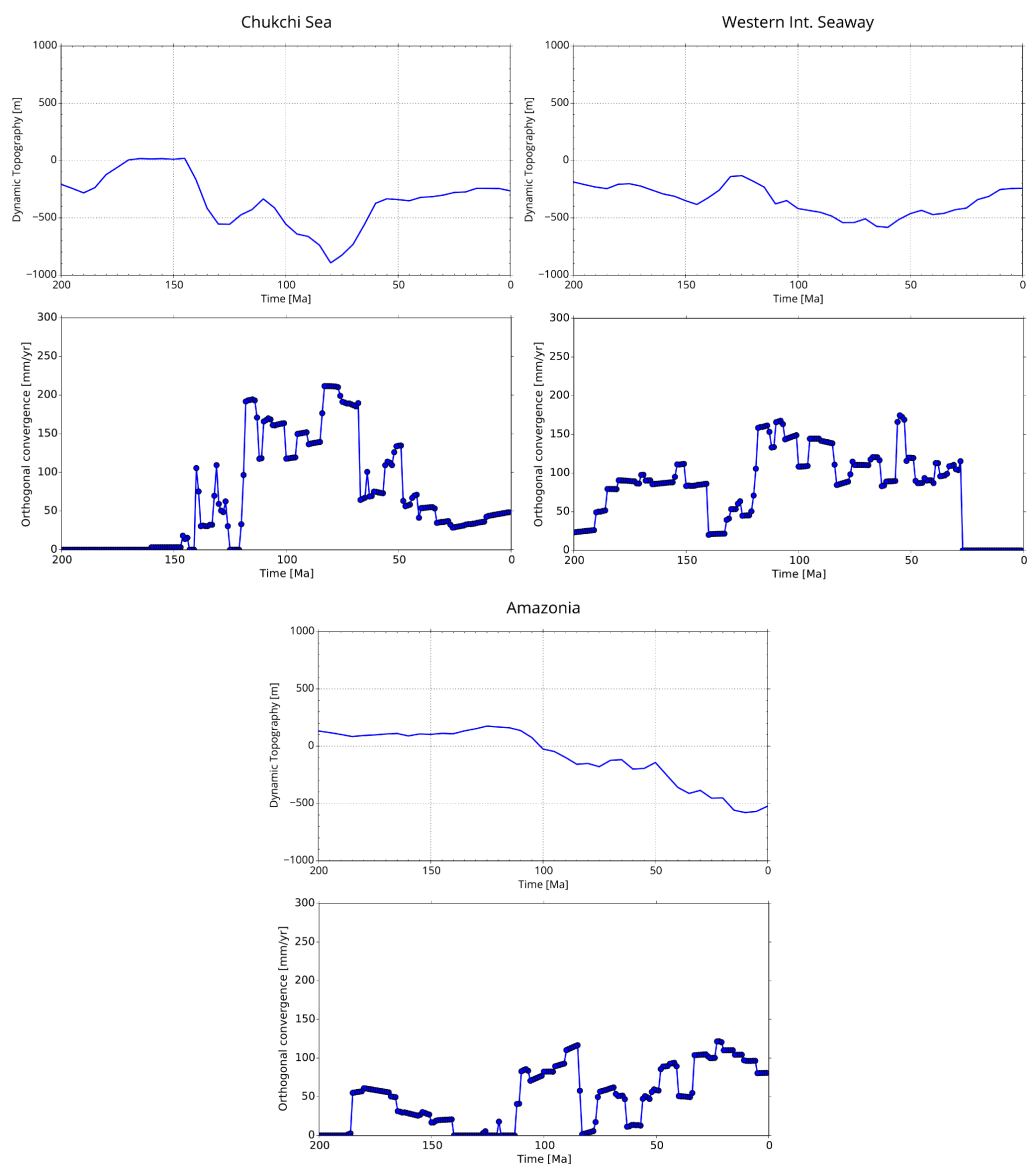 Chukchi Sea
Western Int. Seaway
1000
500
0
−500
−1000
Dynamic Topography [m]
200 150 100 50 0
Time [Ma]
1000
500
0
−500
−1000
Dynamic Topography [m]
200 150 100 50 0
Time [Ma]
300
250
200
150
100
50
0
Orthogonal convergence [mm/yr]
200 150 100 50 0
Time [Ma]
300
250
200
150
100
50
0
Orthogonal convergence [mm/yr]
200 150 100 50 0
Time [Ma]
Amazonia
1000
500
0
−500
−1000
Dynamic Topography [m]
200 150 100 50 0
Time [Ma]
300
250
200
150
100
50
0
Orthogonal convergence [mm/yr]
200 150 100 50 0
Time [Ma]